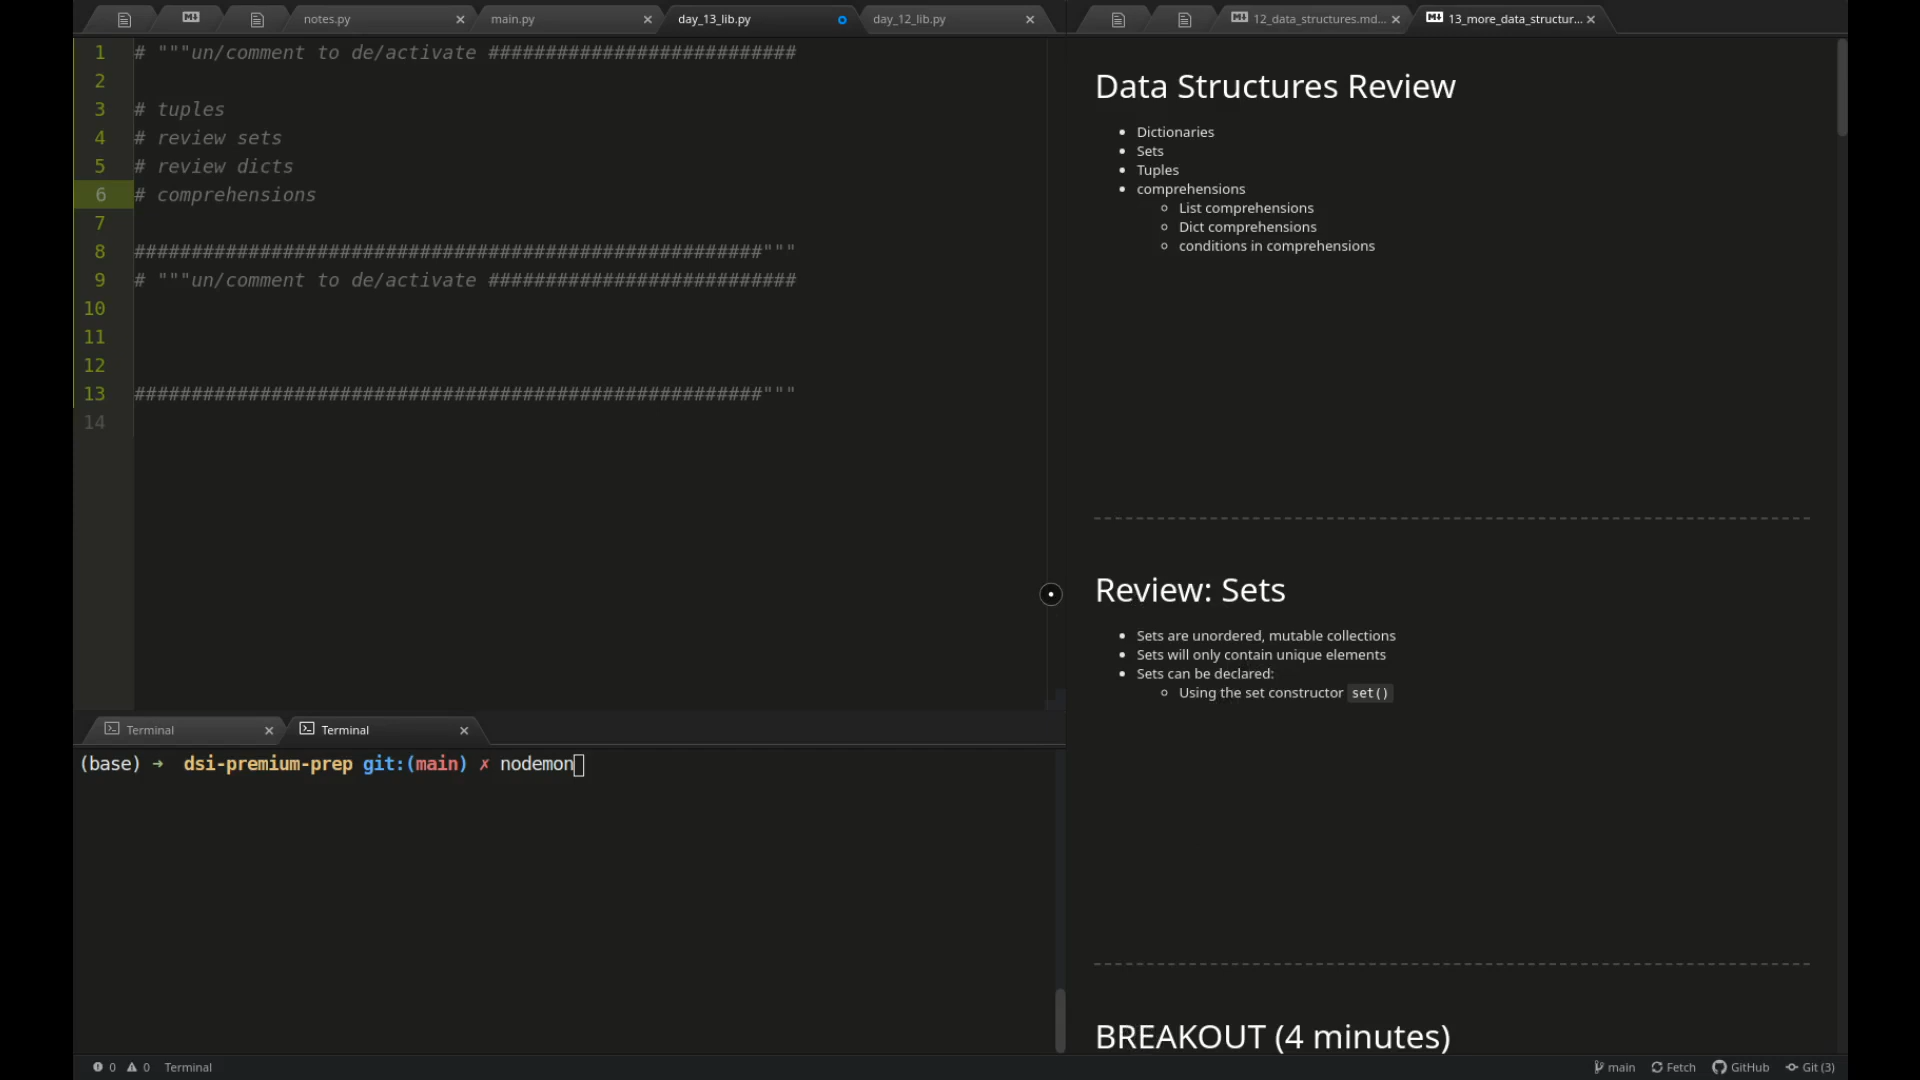 notes.py
main.py
day_13_lib.py
day_12_lib.py
12_data_structures.md...
13_more_data_structur...
1 # """un/comment to de/activate ###########################
2
3 # tuples
4 # review sets
5 # review dicts
6 # comprehensions
7
8 #######################################################"""
9 # """un/comment to de/activate ###########################
10
11
12
13 #######################################################"""
14
Data Structures Review
• Dictionaries
• Sets
• Tuples
• comprehensions
◦ List comprehensions
◦ Dict comprehensions
◦ conditions in comprehensions
Review: Sets
• Sets are unordered, mutable collections
• Sets will only contain unique elements
• Sets can be declared:
◦ Using the set constructor set()
BREAKOUT (4 minutes)
Terminal
Terminal
(base) ➜ dsi-premium-prep git:(main) ✗ nodemon
0 0 Terminal
main Fetch GitHub Git (3)